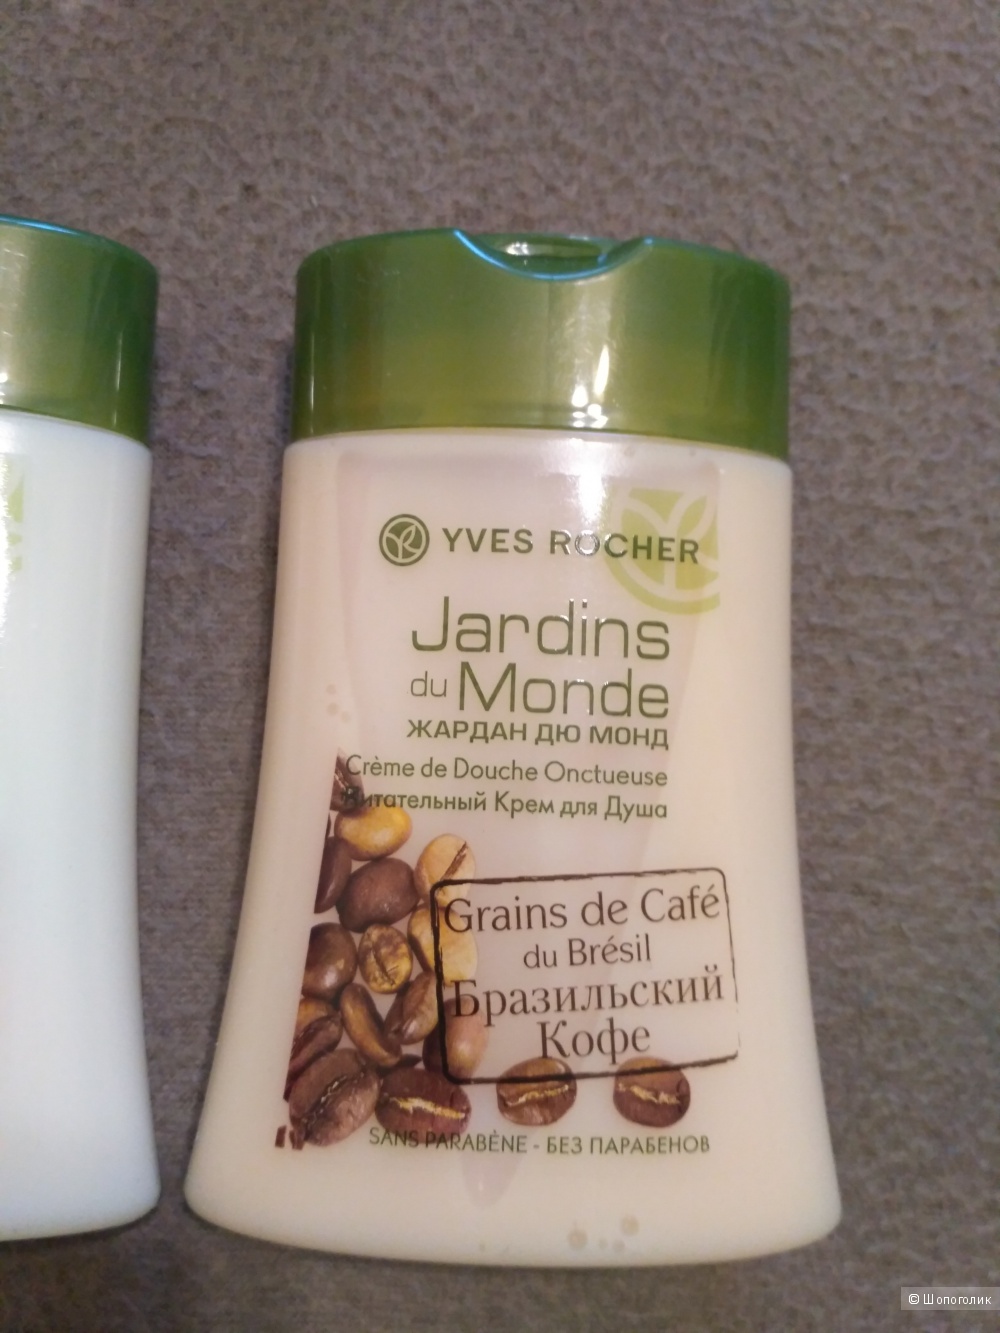 YVES ROCHER
Jardins
du Monde
ЖАРДАН ДЮ МОНД
Crème de Douche Onctueuse
Питательный Крем для Душа
Grains de Café
du Brésil
Бразильский
Кофе
SANS PARABÈNE - БЕЗ ПАРАБЕНОВ
© Шопоголик